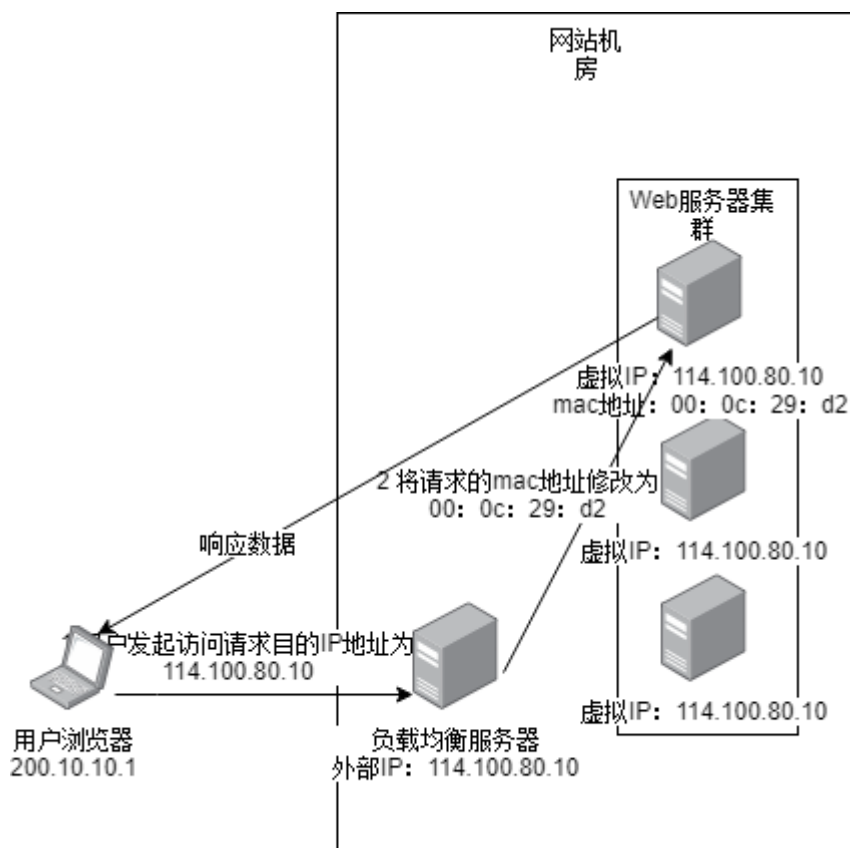 网站机
房
Web服务器集
群
虚拟IP：114.100.80.10
mac地址：00：0c：29：d2
2 将请求的mac地址修改为
00：0c：29：d2
虚拟IP：114.100.80.10
响应数据
户发起访问请求目的IP地址为
114.100.80.10
虚拟IP：114.100.80.10
用户浏览器
200.10.10.1
负载均衡服务器
外部IP：114.100.80.10